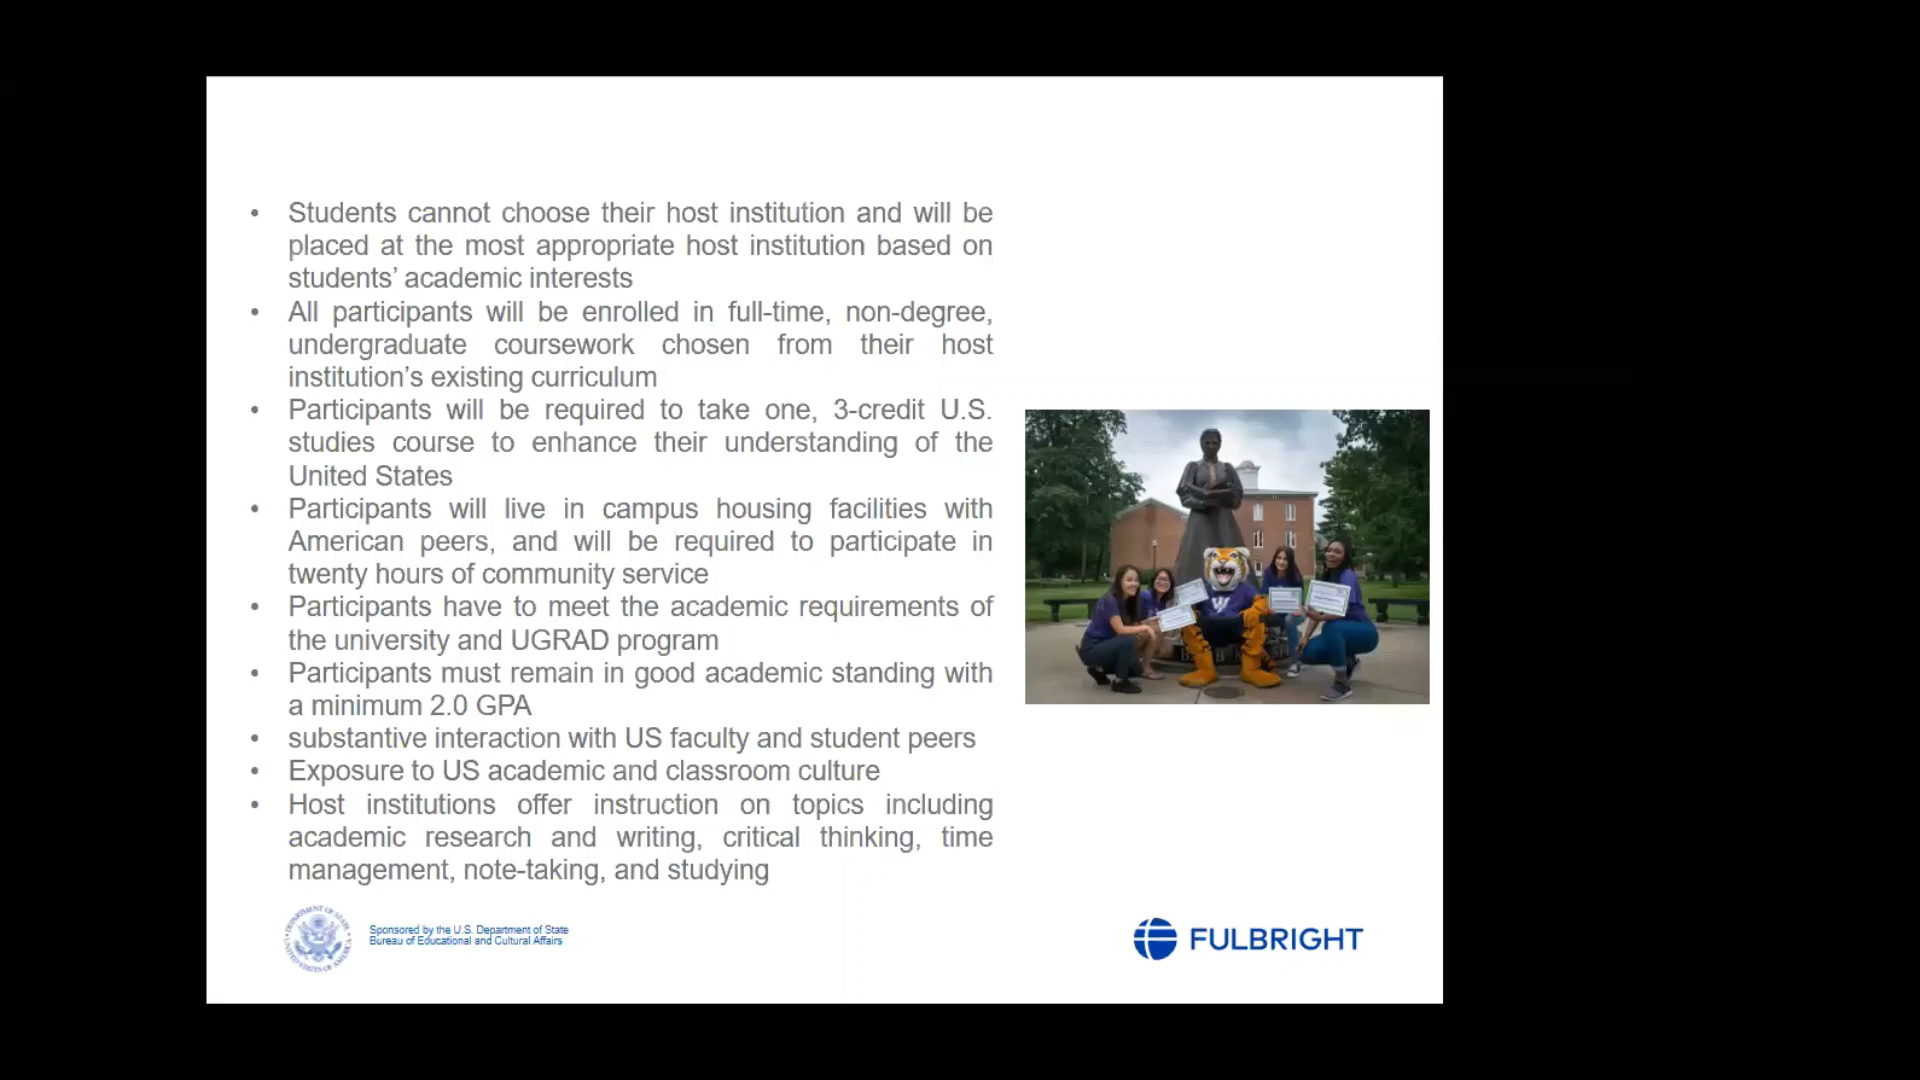 • Students cannot choose their host institution and will be
placed at the most appropriate host institution based on
students’ academic interests
• All participants will be enrolled in full-time, non-degree,
undergraduate coursework chosen from their host
institution’s existing curriculum
• Participants will be required to take one, 3-credit U.S.
studies course to enhance their understanding of the
United States
• Participants will live in campus housing facilities with
American peers, and will be required to participate in
twenty hours of community service
• Participants have to meet the academic requirements of
the university and UGRAD program
• Participants must remain in good academic standing with
a minimum 2.0 GPA
• substantive interaction with US faculty and student peers
• Exposure to US academic and classroom culture
• Host institutions offer instruction on topics including
academic research and writing, critical thinking, time
management, note-taking, and studying
DEPARTMENT OF STATE
UNITED STATES OF AMERICA
Sponsored by the U.S. Department of State
Bureau of Educational and Cultural Affairs
FULBRIGHT